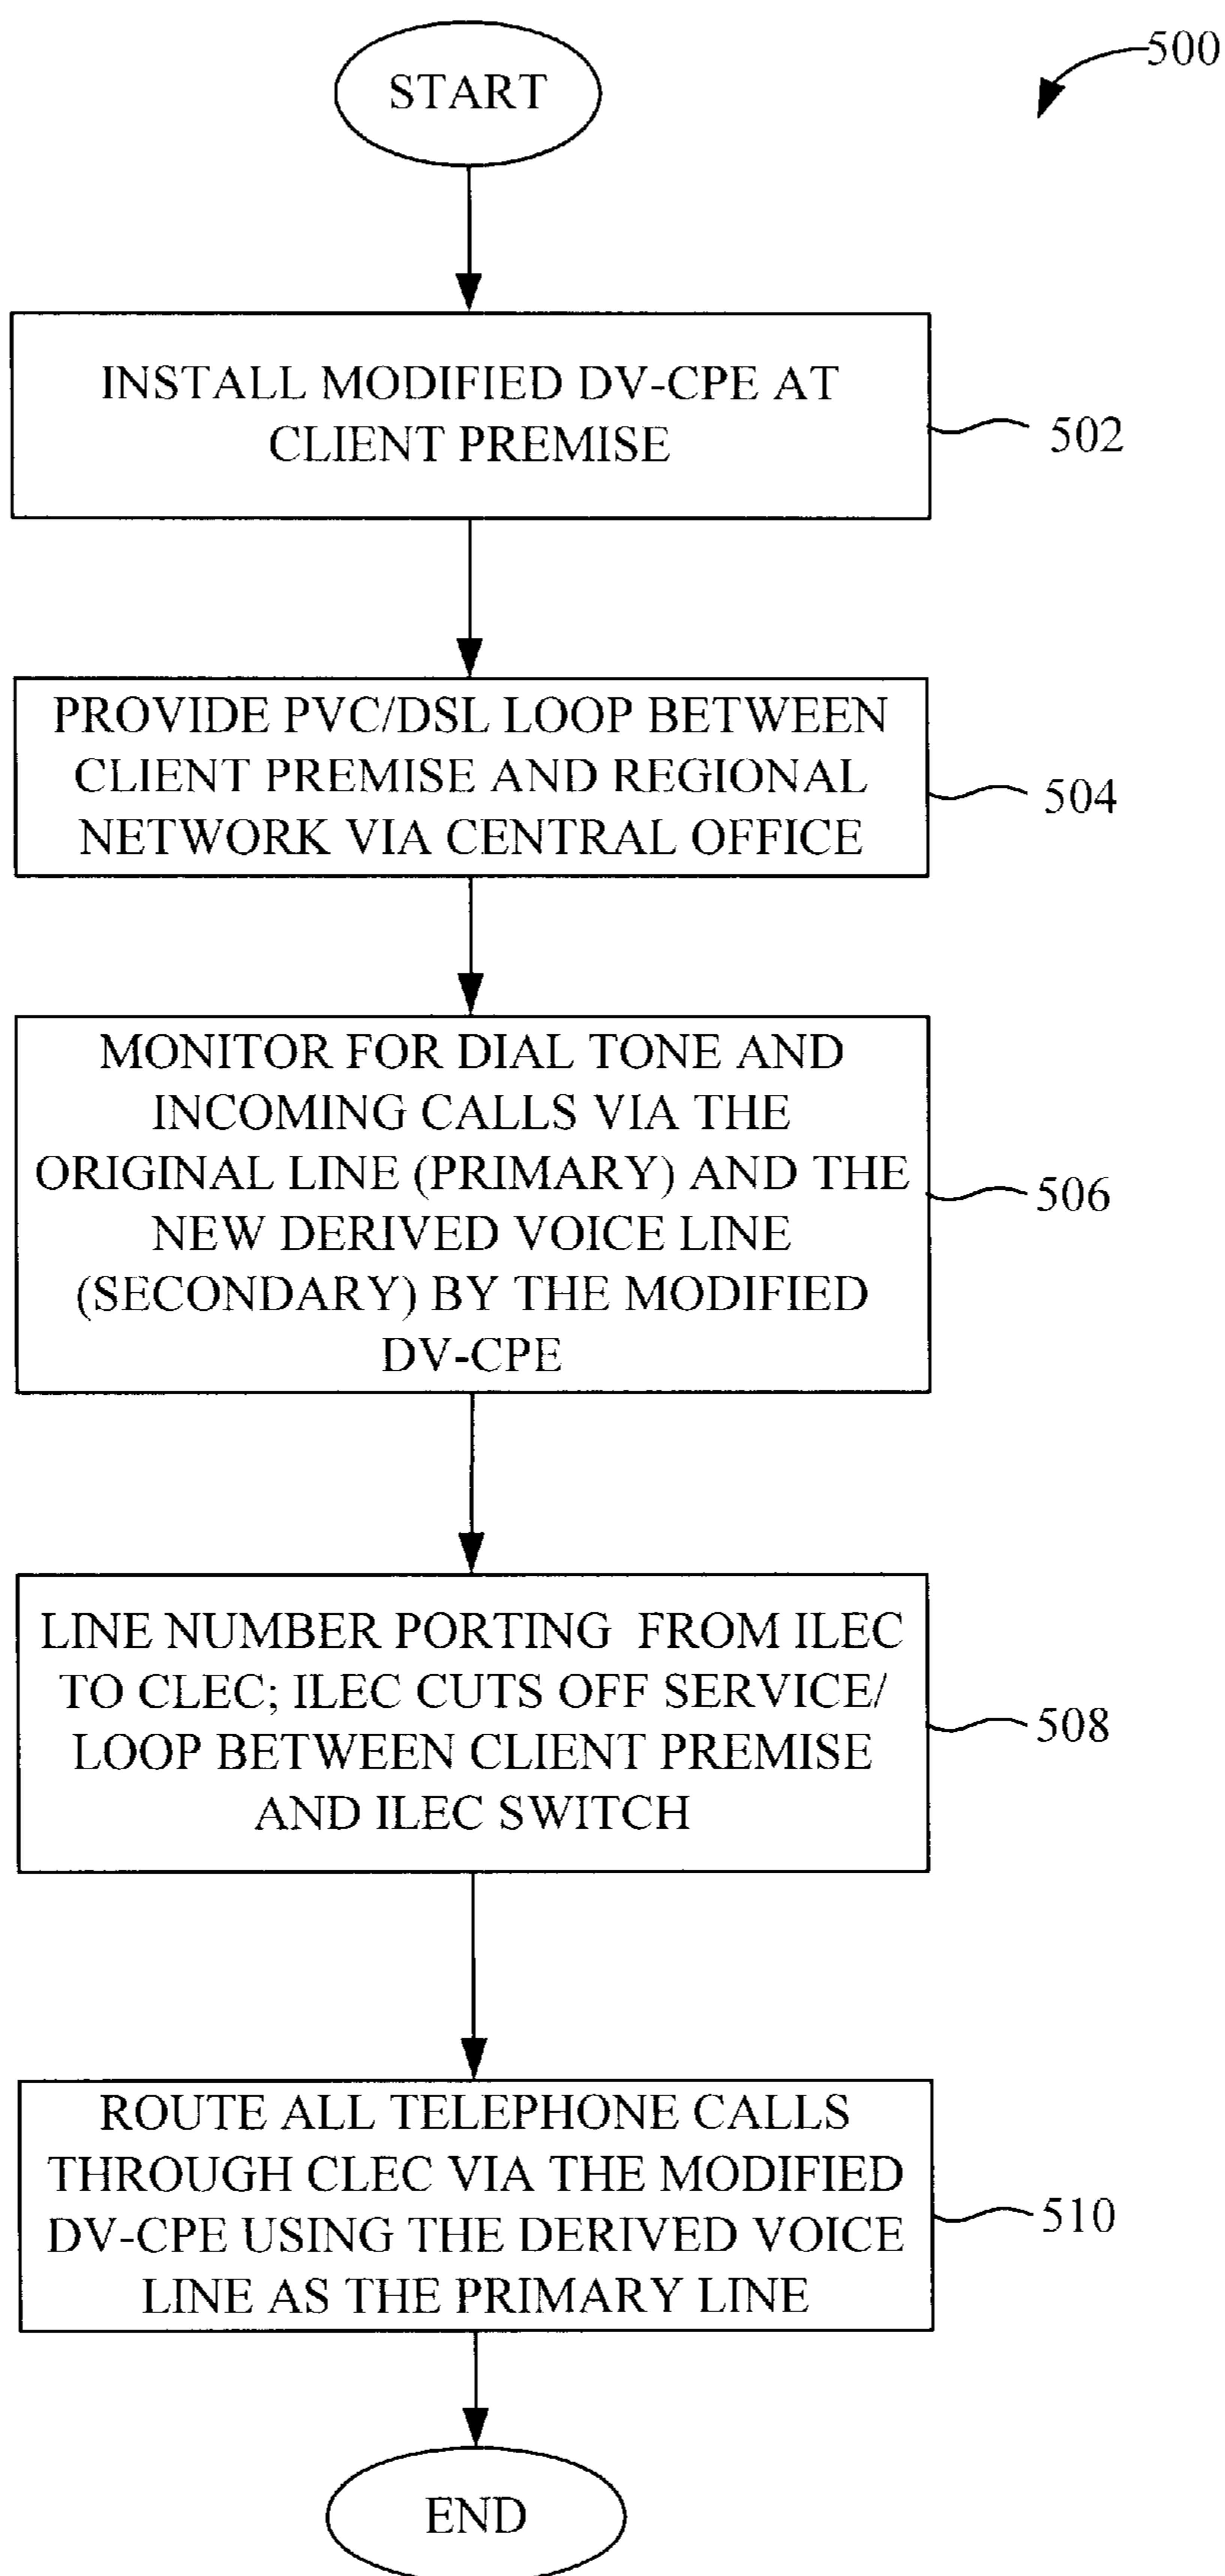 500
START
INSTALL MODIFIED DV-CPE AT
CLIENT PREMISE
502
PROVIDE PVC/DSL LOOP BETWEEN
CLIENT PREMISE AND REGIONAL
NETWORK VIA CENTRAL OFFICE
504
MONITOR FOR DIAL TONE AND
INCOMING CALLS VIA THE
ORIGINAL LINE (PRIMARY) AND THE
NEW DERIVED VOICE LINE
(SECONDARY) BY THE MODIFIED
DV-CPE
506
LINE NUMBER PORTING FROM ILEC
TO CLEC; ILEC CUTS OFF SERVICE/
LOOP BETWEEN CLIENT PREMISE
AND ILEC SWITCH
508
ROUTE ALL TELEPHONE CALLS
THROUGH CLEC VIA THE MODIFIED
DV-CPE USING THE DERIVED VOICE
LINE AS THE PRIMARY LINE
510
END